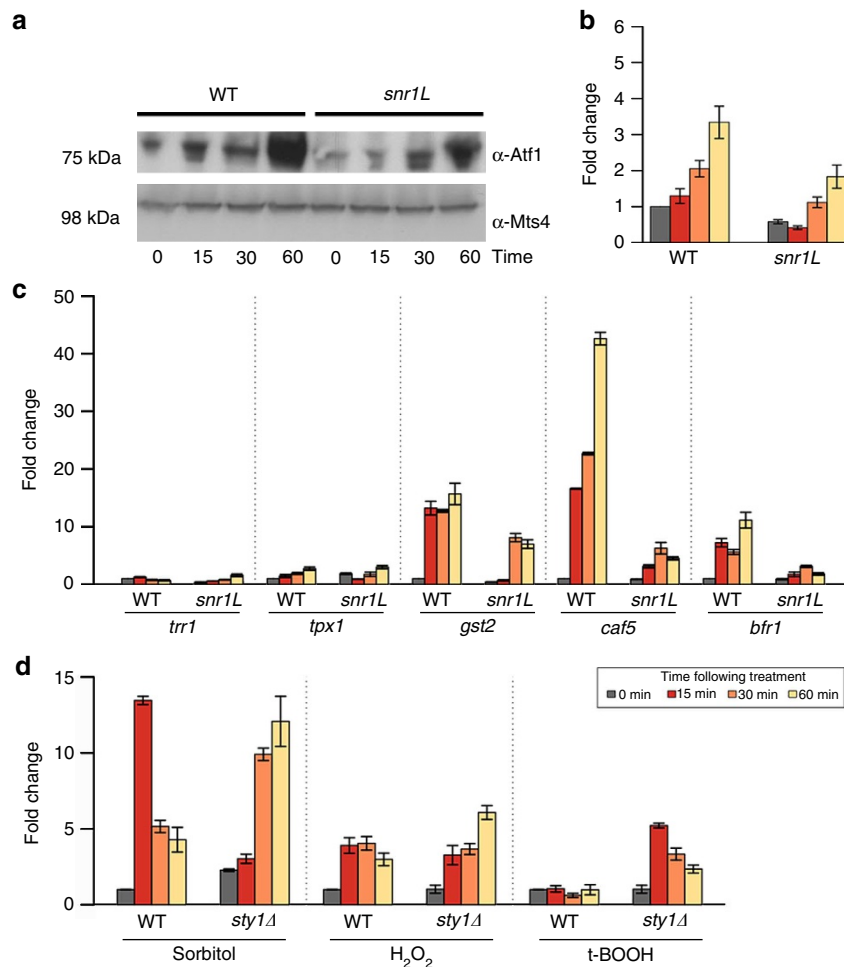 a
WT snr1L
75 kDa α-Atf1
98 kDa α-Mts4
0 15 30 60 0 15 30 60 Time
b
Fold change
6
5
4
3
2
1
0
WT snr1L
c
Fold change
50
40
30
20
10
0
WT snr1L WT snr1L WT snr1L WT snr1L WT snr1L
trr1 tpx1 gst2 caf5 bfr1
d
Fold change
15
10
5
0
WT sty1Δ WT sty1Δ WT sty1Δ
Sorbitol H₂O₂ t-BOOH
Time following treatment
0 min 15 min 30 min 60 min